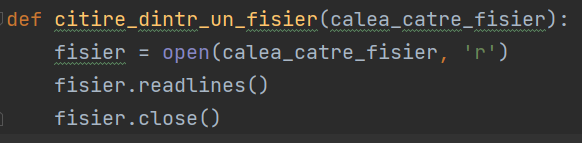 def citire_dintr_un_fisier(calea_catre_fisier):
    fisier = open(calea_catre_fisier, 'r')
    fisier.readlines()
    fisier.close()